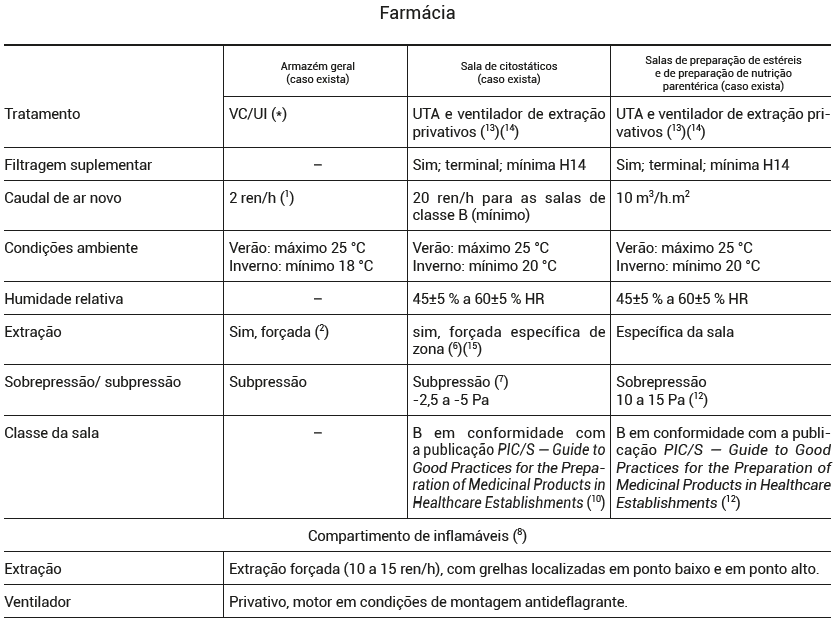 Farmácia
Armazém geral
(caso exista)
Sala de citostáticos
(caso exista)
Salas de preparação de estéreis
e de preparação de nutrição
parentérica (caso exista)
Tratamento
VC/UI (*)
UTA e ventilador de extração
privativos (¹³)(¹⁴)
UTA e ventilador de extração pri-
vativos (¹³)(¹⁴)
Filtragem suplementar
–
Sim; terminal; mínima H14
Sim; terminal; mínima H14
Caudal de ar novo
2 ren/h (¹)
20 ren/h para as salas de
classe B (mínimo)
10 m³/h.m²
Condições ambiente
Verão: máximo 25 °C
Inverno: mínimo 18 °C
Verão: máximo 25 °C
Inverno: mínimo 20 °C
Verão: máximo 25 °C
Inverno: mínimo 20 °C
Humidade relativa
–
45±5 % a 60±5 % HR
45±5 % a 60±5 % HR
Extração
Sim, forçada (²)
sim, forçada específica de
zona (⁶)(¹⁵)
Específica da sala
Sobrepressão/ subpressão
Subpressão
Subpressão (⁷)
-2,5 a -5 Pa
Sobrepressão
10 a 15 Pa (¹²)
Classe da sala
–
B em conformidade com
a publicação PIC/S — Guide to
Good Practices for the Prepa-
ration of Medicinal Products in
Healthcare Establishments (¹⁰)
B em conformidade com a publi-
cação PIC/S — Guide to Good
Practices for the Preparation of
Medicinal Products in Healthcare
Establishments (¹²)
Compartimento de inflamáveis (⁸)
Extração
Extração forçada (10 a 15 ren/h), com grelhas localizadas em ponto baixo e em ponto alto.
Ventilador
Privativo, motor em condições de montagem antideflagrante.